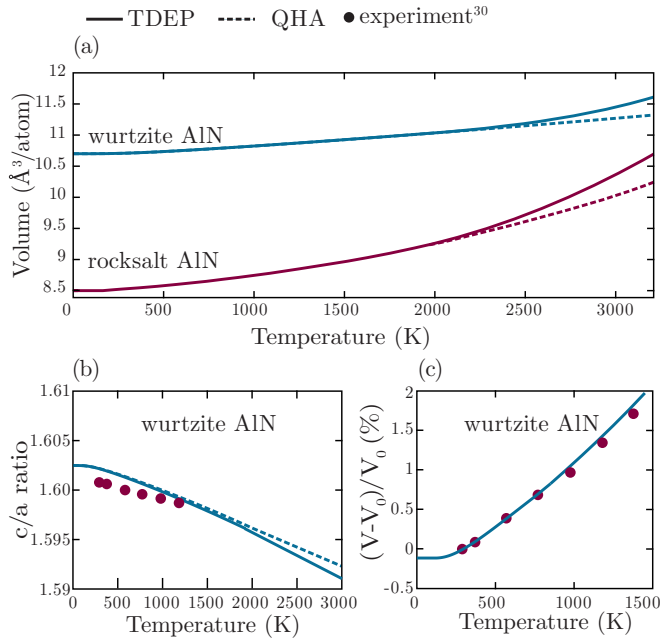 TDEP QHA experiment30
(a)
12
11.5
11
10.5
10
9.5
9
8.5
Volume (Å3/atom)
wurtzite AlN
rocksalt AlN
0 500 1000 1500 2000 2500 3000
Temperature (K)
(b)
1.61
1.605
1.60
1.595
1.59
c/a ratio
wurtzite AlN
0 500 1000 1500 2000 2500 3000
Temperature (K)
(c)
2
1.5
1
0.5
0
-0.5
(V-V0)/V0 (%)
wurtzite AlN
0 500 1000 1500
Temperature (K)